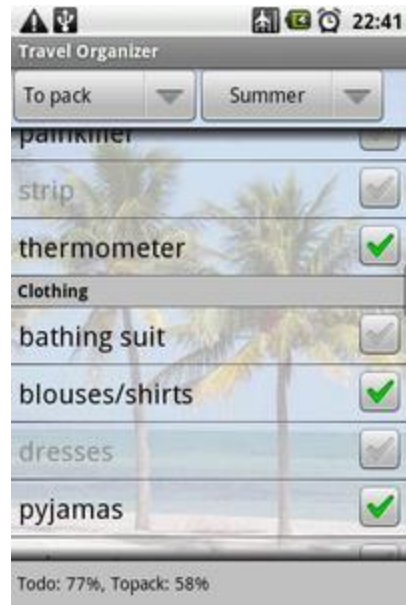 22:41
Travel Organizer
To pack
Summer
painkiller
strip
thermometer
Clothing
bathing suit
blouses/shirts
dresses
pyjamas
Todo: 77%, Topack: 58%